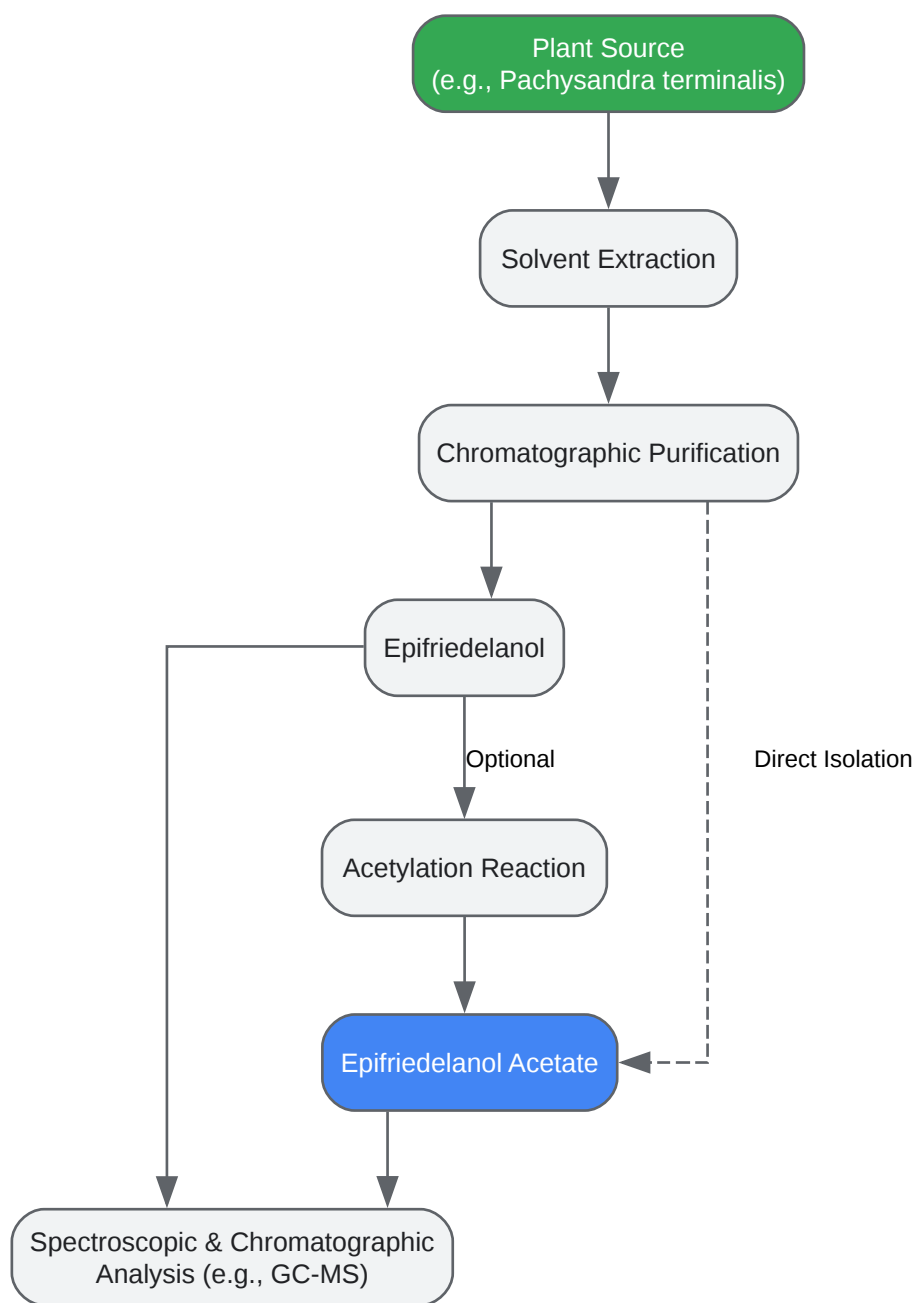 Plant Source
(e.g., Pachysandra terminalis)
Solvent Extraction
Chromatographic Purification
Epifriedelanol
Optional
Direct Isolation
Acetylation Reaction
Epifriedelanol Acetate
Spectroscopic & Chromatographic
Analysis (e.g., GC-MS)